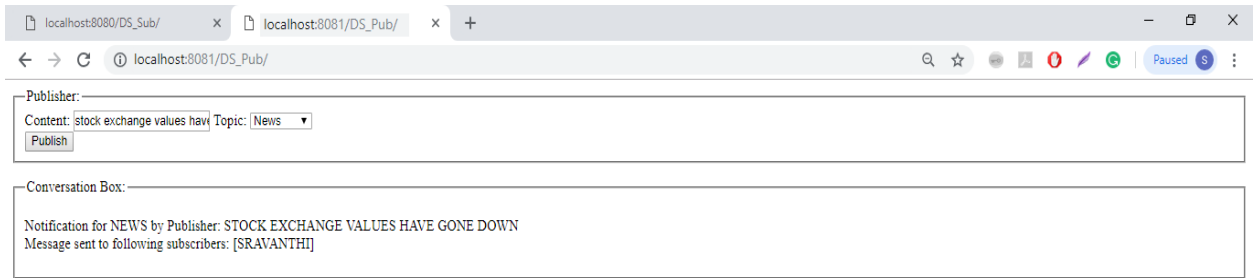 localhost:8080/DS_Sub/ × localhost:8081/DS_Pub/ × +
localhost:8081/DS_Pub/ Paused S
Publisher:
Content: stock exchange values have Topic: News
Publish
Conversation Box:
Notification for NEWS by Publisher: STOCK EXCHANGE VALUES HAVE GONE DOWN
Message sent to following subscribers: [SRAVANTHI]